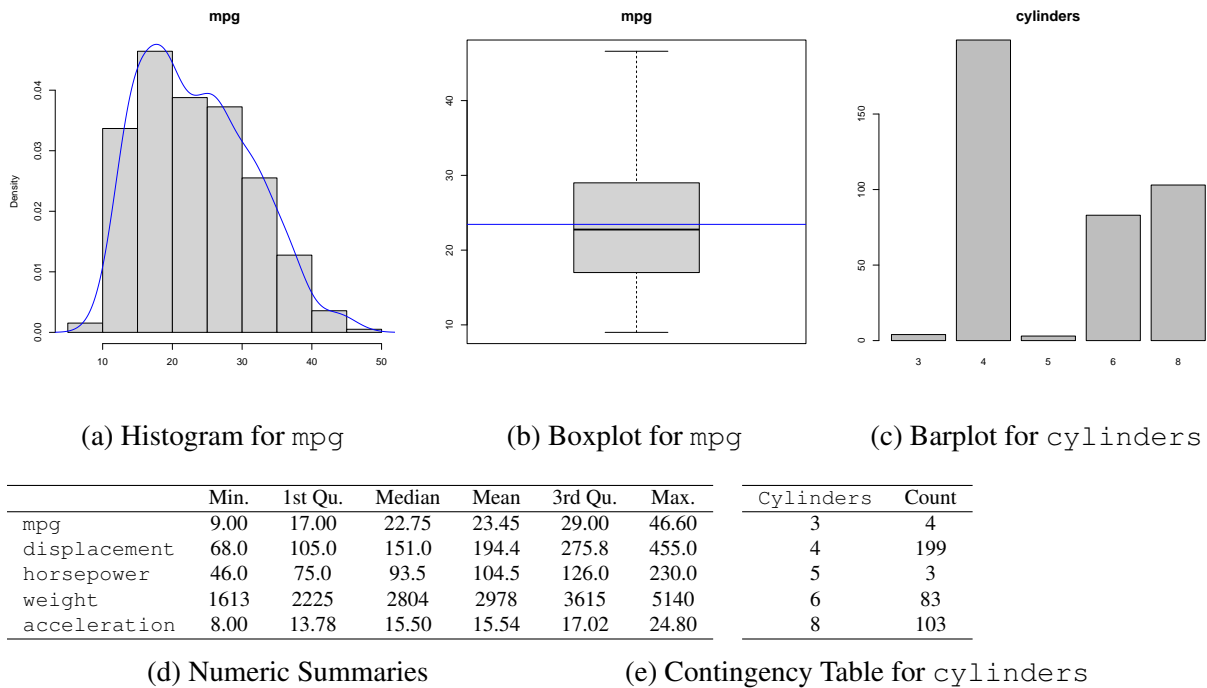 mpg
Density
0.00
0.01
0.02
0.03
0.04
10 20 30 40 50
mpg
10
20
30
40
cylinders
0
50
100
150
3 4 5 6 8
(a) Histogram for mpg
(b) Boxplot for mpg
(c) Barplot for cylinders
Min. 1st Qu. Median Mean 3rd Qu. Max.
mpg 9.00 17.00 22.75 23.45 29.00 46.60
displacement 68.0 105.0 151.0 194.4 275.8 455.0
horsepower 46.0 75.0 93.5 104.5 126.0 230.0
weight 1613 2225 2804 2978 3615 5140
acceleration 8.00 13.78 15.50 15.54 17.02 24.80
Cylinders Count
3 4
4 199
5 3
6 83
8 103
(d) Numeric Summaries
(e) Contingency Table for cylinders